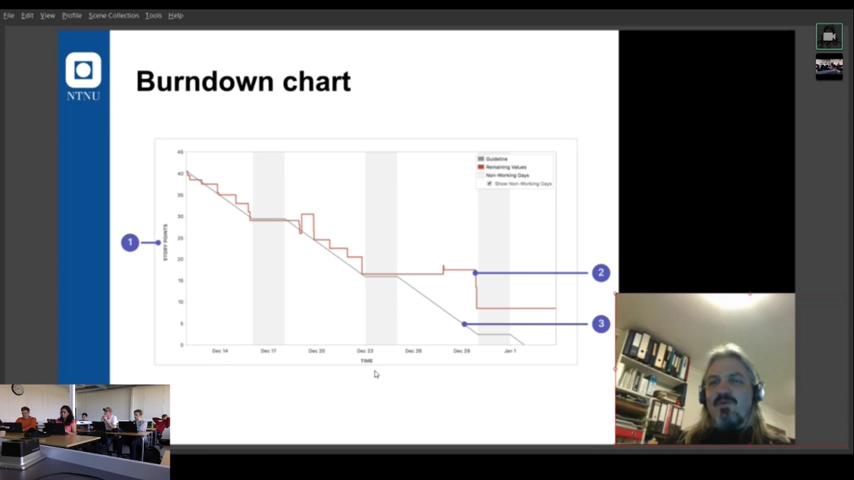 File Edit View Profile Scene Collection Tools Help
NTNU
Burndown chart
45
40
35
30
25
20
15
10
5
0
STORY POINTS
Guideline
Remaining Values
Non-Working Days
Show Non-Working Days
1
2
3
Dec 14 Dec 17 Dec 20 Dec 23 Dec 26 Dec 29 Jan 1
TIME